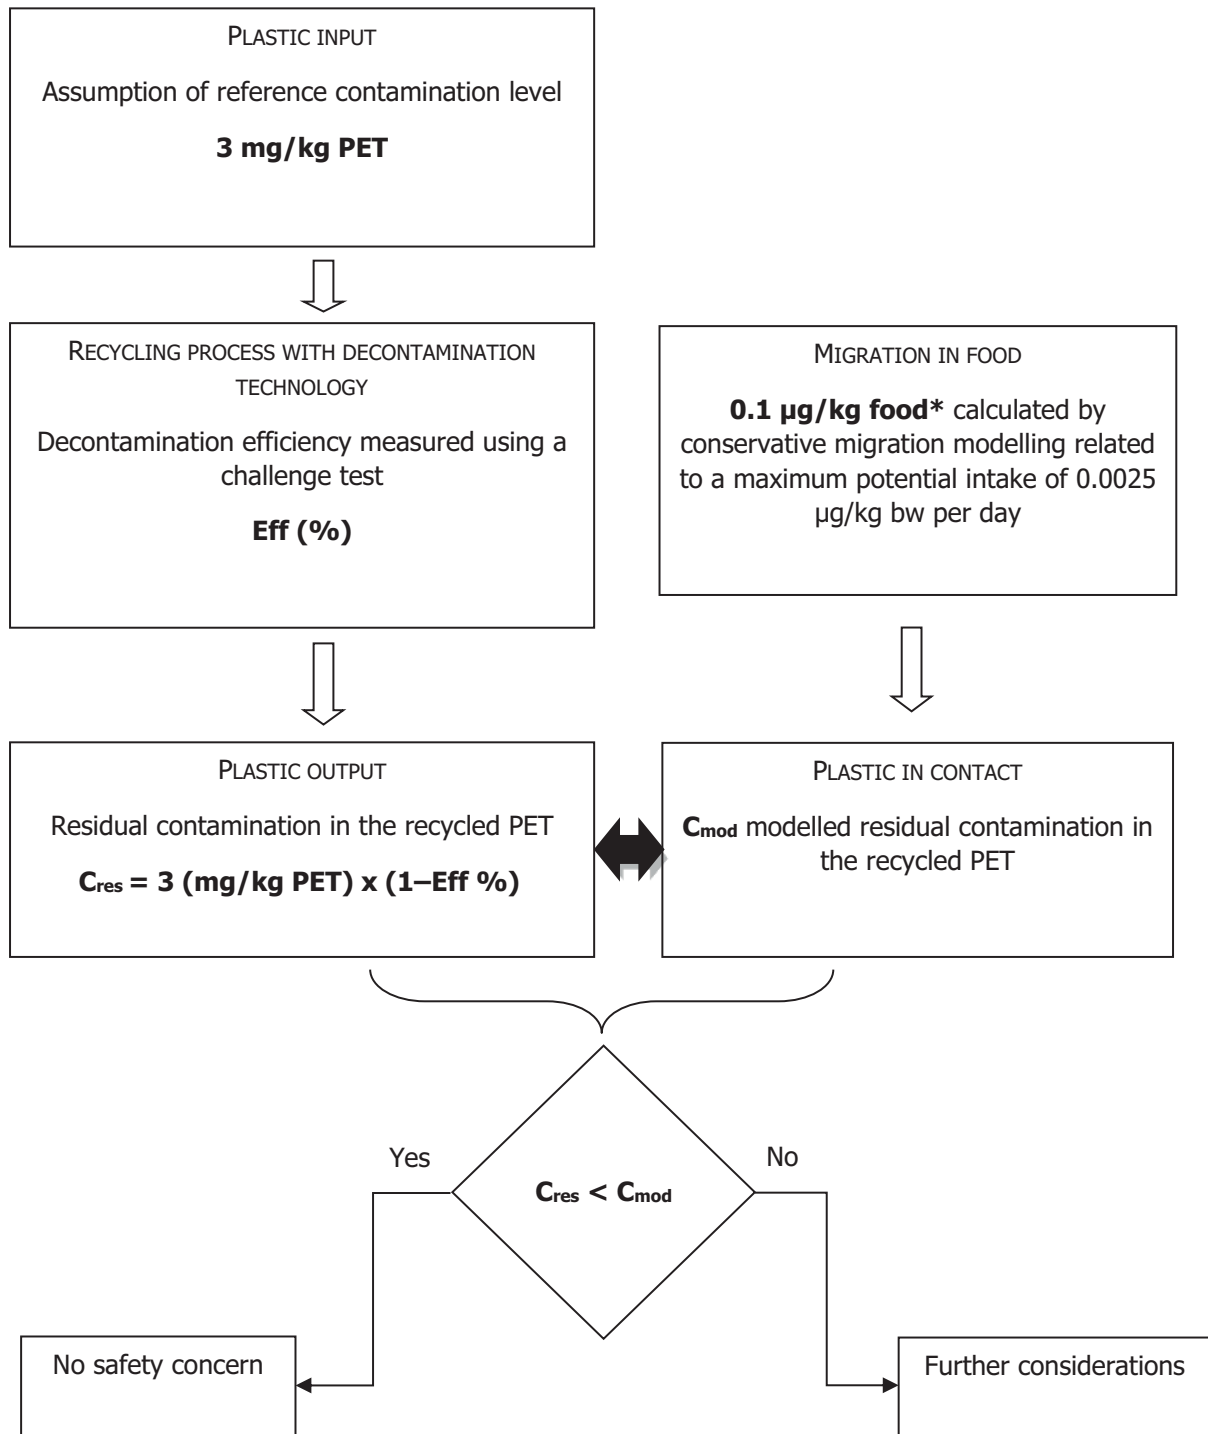 PLASTIC INPUT
Assumption of reference contamination level
3 mg/kg PET
RECYCLING PROCESS WITH DECONTAMINATION
TECHNOLOGY
Decontamination efficiency measured using a
challenge test
Eff (%)
MIGRATION IN FOOD
0.1 µg/kg food* calculated by
conservative migration modelling related
to a maximum potential intake of 0.0025
µg/kg bw per day
PLASTIC OUTPUT
Residual contamination in the recycled PET
Cres = 3 (mg/kg PET) x (1–Eff %)
PLASTIC IN CONTACT
Cmod modelled residual contamination in
the recycled PET
Yes
No
Cres < Cmod
No safety concern
Further considerations